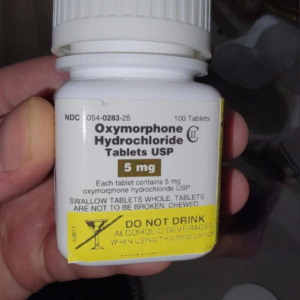 NDC 054-0283-25 100 Tablets
Oxymorphone CII
Hydrochloride
Tablets USP
5 mg
Each tablet contains 5 mg
oxymorphone hydrochloride USP
SWALLOW TABLETS WHOLE. TABLETS
ARE NOT TO BE BROKEN, CHEWED,
DO NOT DRINK
ALCOHOLIC BEVERAGES
WHEN USING THIS MEDICATION